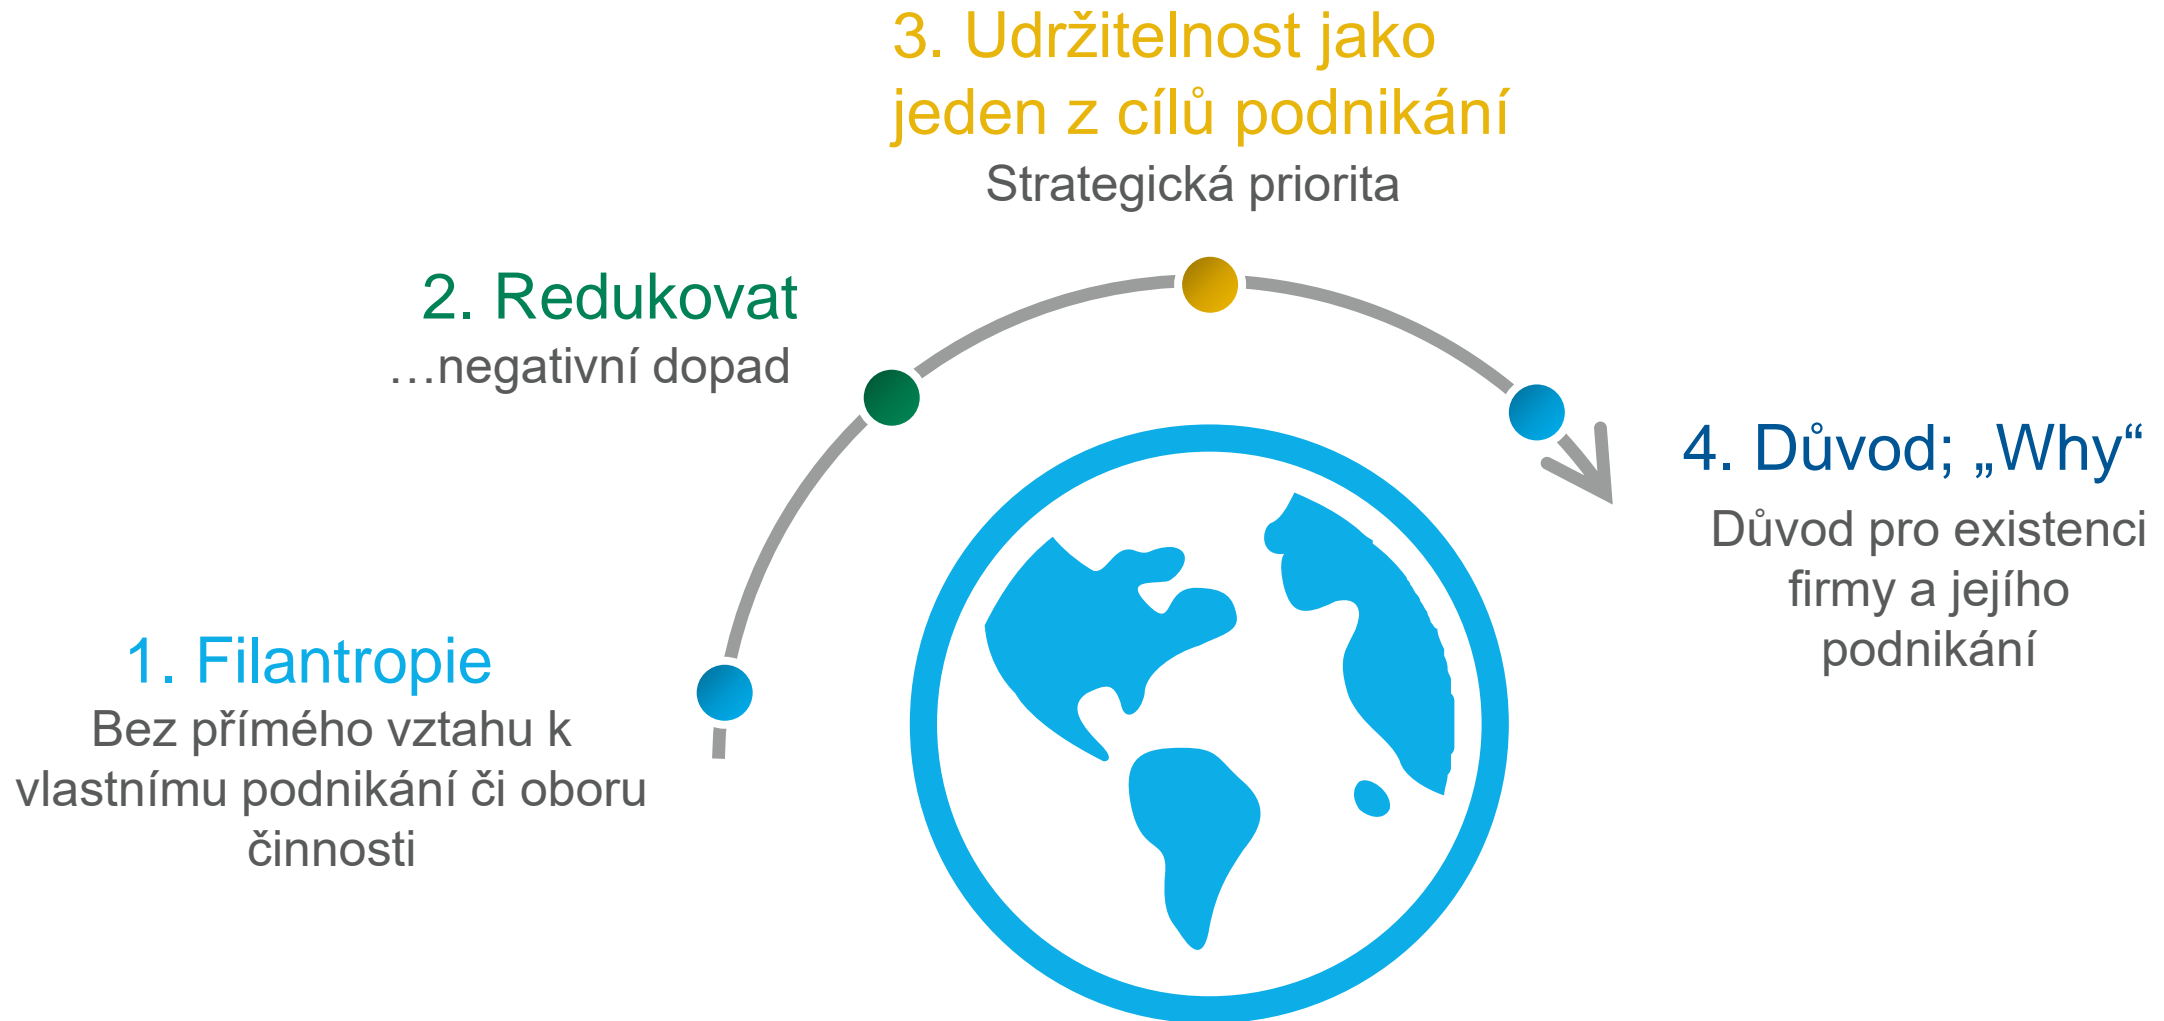 1. Filantropie
Bez přímého vztahu k
vlastnímu podnikání či oboru
činnosti
2. Redukovat
…negativní dopad
3. Udržitelnost jako
jeden z cílů podnikání
Strategická priorita
4. Důvod; „Why“
Důvod pro existenci
firmy a jejího
podnikání